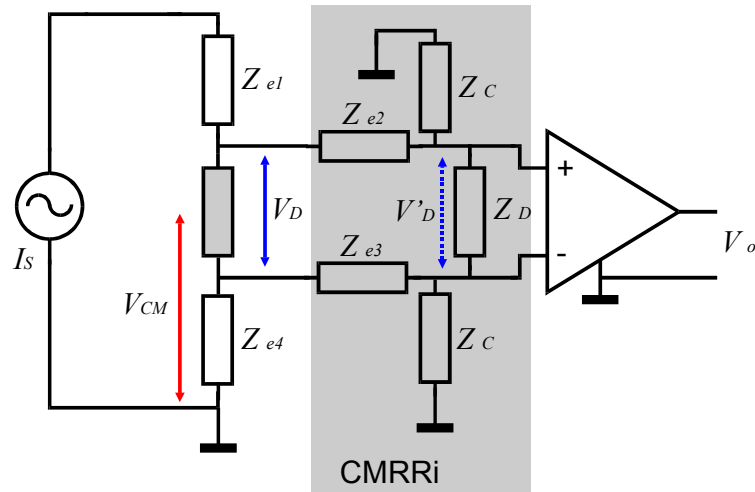 Z e1
Z C
Z e2
+
V D
V' D
Z D
I S
Z e3
-
V o
V CM
Z e4
Z C
CMRRi